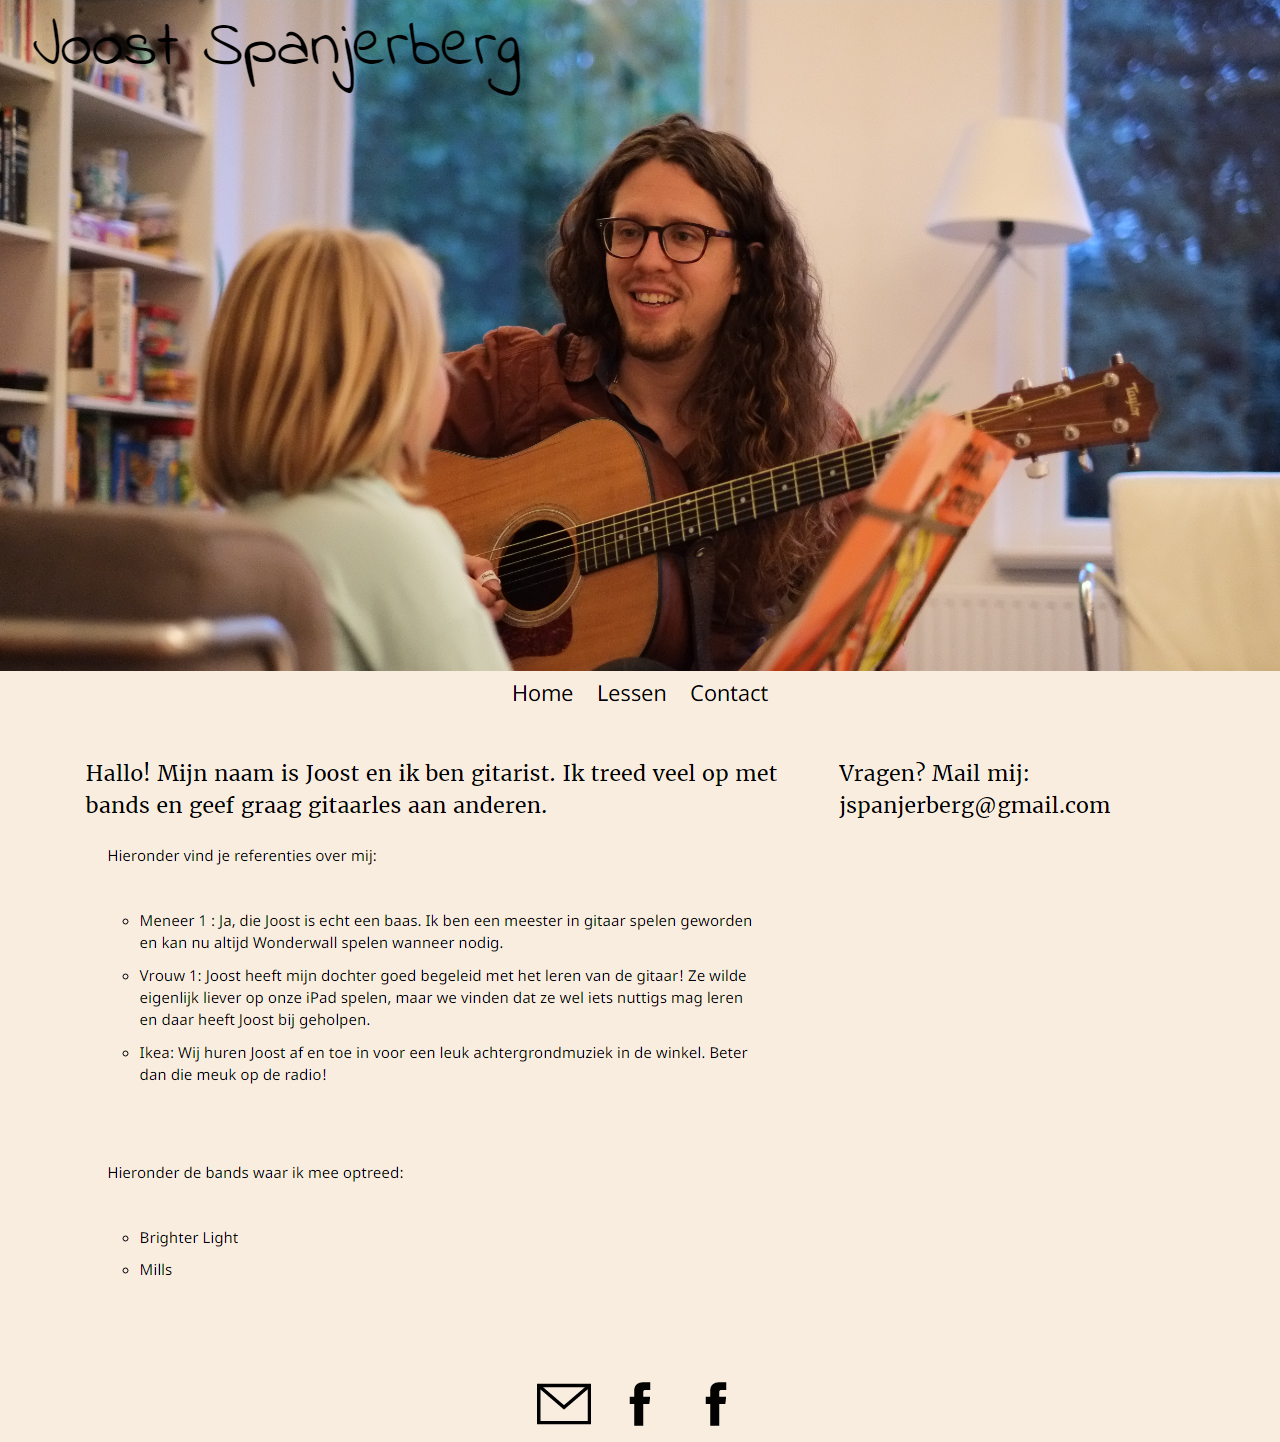 Joost Spanjerberg
Taylor
Home Lessen Contact
Hallo! Mijn naam is Joost en ik ben gitarist. Ik treed veel op met
bands en geef graag gitaarles aan anderen.
Vragen? Mail mij:
jspanjerberg@gmail.com
Hieronder vind je referenties over mij:
Meneer 1 : Ja, die Joost is echt een baas. Ik ben een meester in gitaar spelen geworden
en kan nu altijd Wonderwall spelen wanneer nodig.
Vrouw 1: Joost heeft mijn dochter goed begeleid met het leren van de gitaar! Ze wilde
eigenlijk liever op onze iPad spelen, maar we vinden dat ze wel iets nuttigs mag leren
en daar heeft Joost bij geholpen.
Ikea: Wij huren Joost af en toe in voor een leuk achtergrondmuziek in de winkel. Beter
dan die meuk op de radio!
Hieronder de bands waar ik mee optreed:
Brighter Light
Mills